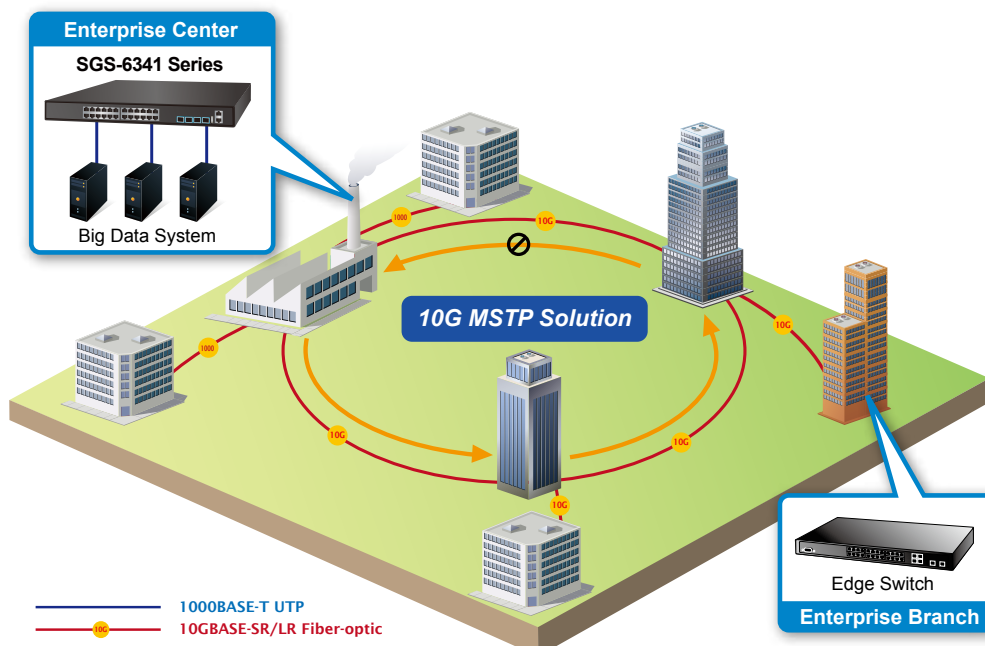 Enterprise Center
SGS-6341 Series
Big Data System
1000
10G
10G MSTP Solution
10G
1000
10G
10G
10G
Edge Switch
Enterprise Branch
1000BASE-T UTP
10G
10GBASE-SR/LR Fiber-optic